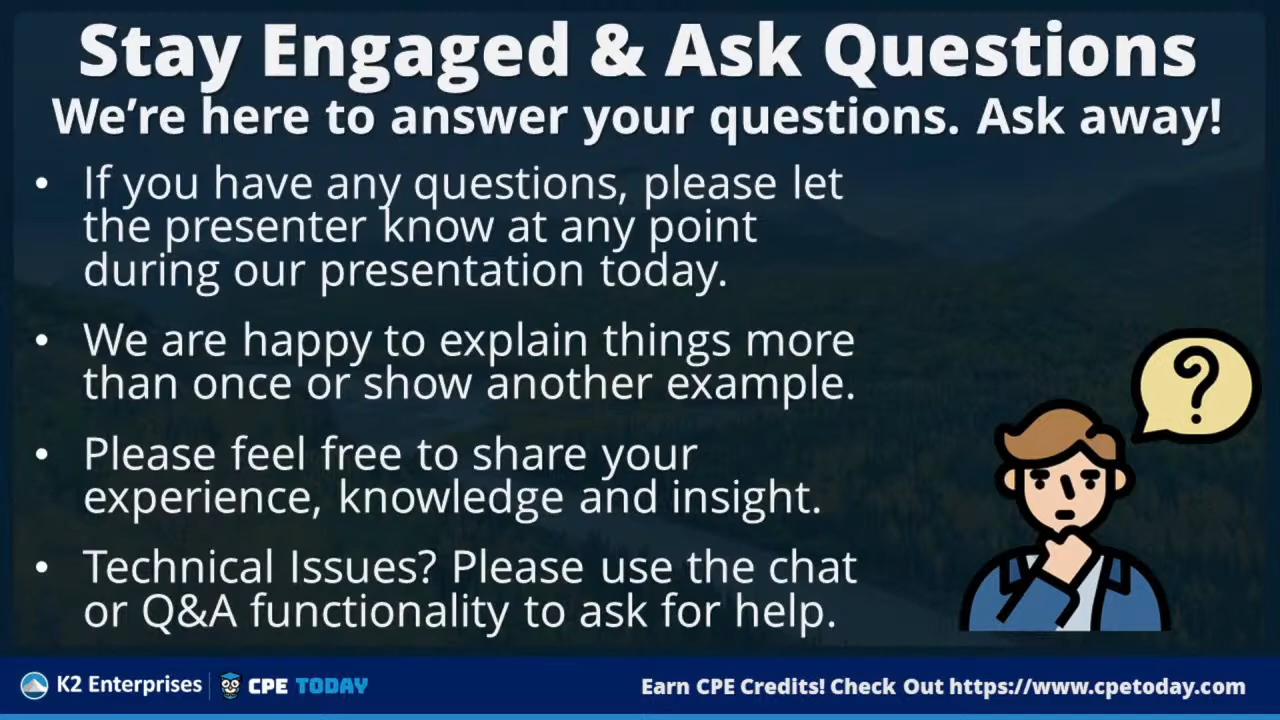 Stay Engaged & Ask Questions
We’re here to answer your questions. Ask away!
• If you have any questions, please let
the presenter know at any point
during our presentation today.
• We are happy to explain things more
than once or show another example.
• Please feel free to share your
experience, knowledge and insight.
• Technical Issues? Please use the chat
or Q&A functionality to ask for help.
?
K2 Enterprises | CPE TODAY
Earn CPE Credits! Check Out https://www.cpetoday.com